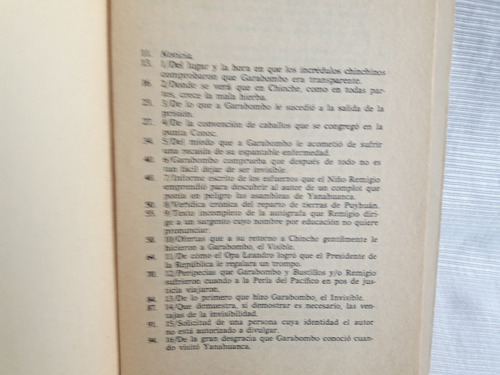 11. Noticia.
13. 1/Del lugar y la hora en que los incrédulos chinchinos
comprobaron que Garabombo era transparente.
16. 2/Donde se verá que en Chinche, como en todas par-
tes, crece la mala hierba.
25. 3/De lo que a Garabombo le sucedió a la salida de la
prisión.
27. 4/De la convención de caballos que se congregó en la
punta Conoc.
34. 5/Del miedo que a Garabombo le acometió de sufrir
una recaída de su espantable enfermedad.
40. 6/Garabombo comprueba que después de todo no es
tan fácil dejar de ser invisible.
46. 7/Informe escrito de los esfuerzos que el Niño Remigio
emprendió para descubrir al autor de un complot que
ponía en peligro las asambleas de Yanahuanca.
50. 8/Verídica crónica del reparto de tierras de Puyhuán.
55. 9/Texto incompleto de la autógrafa que Remigio diri-
ge a un sargento cuyo nombre por educación no quiere
pronunciar.
58. 10/Ofertas que a su retorno a Chinche gentilmente le
hicieron a Garabombo, el Visible.
64. 11/De cómo el Opa Leandro logró que el Presidente de
la República le regalara un trompo.
70. 12/Peripecias que Garabombo y Bustillos y/o Remigio
sufrieron cuando a la Perla del Pacífico en pos de jus-
ticia viajaron.
84. 13/De lo primero que hizo Garabombo, el Invisible.
87. 14/Que demuestra, si demostrar es necesario, las ven-
tajas de la invisibilidad.
91. 15/Solicitud de una persona cuya identidad el autor
no está autorizado a divulgar.
94. 16/De la gran desgracia que Garabombo conoció cuan-
do visitó Yanahuanca.